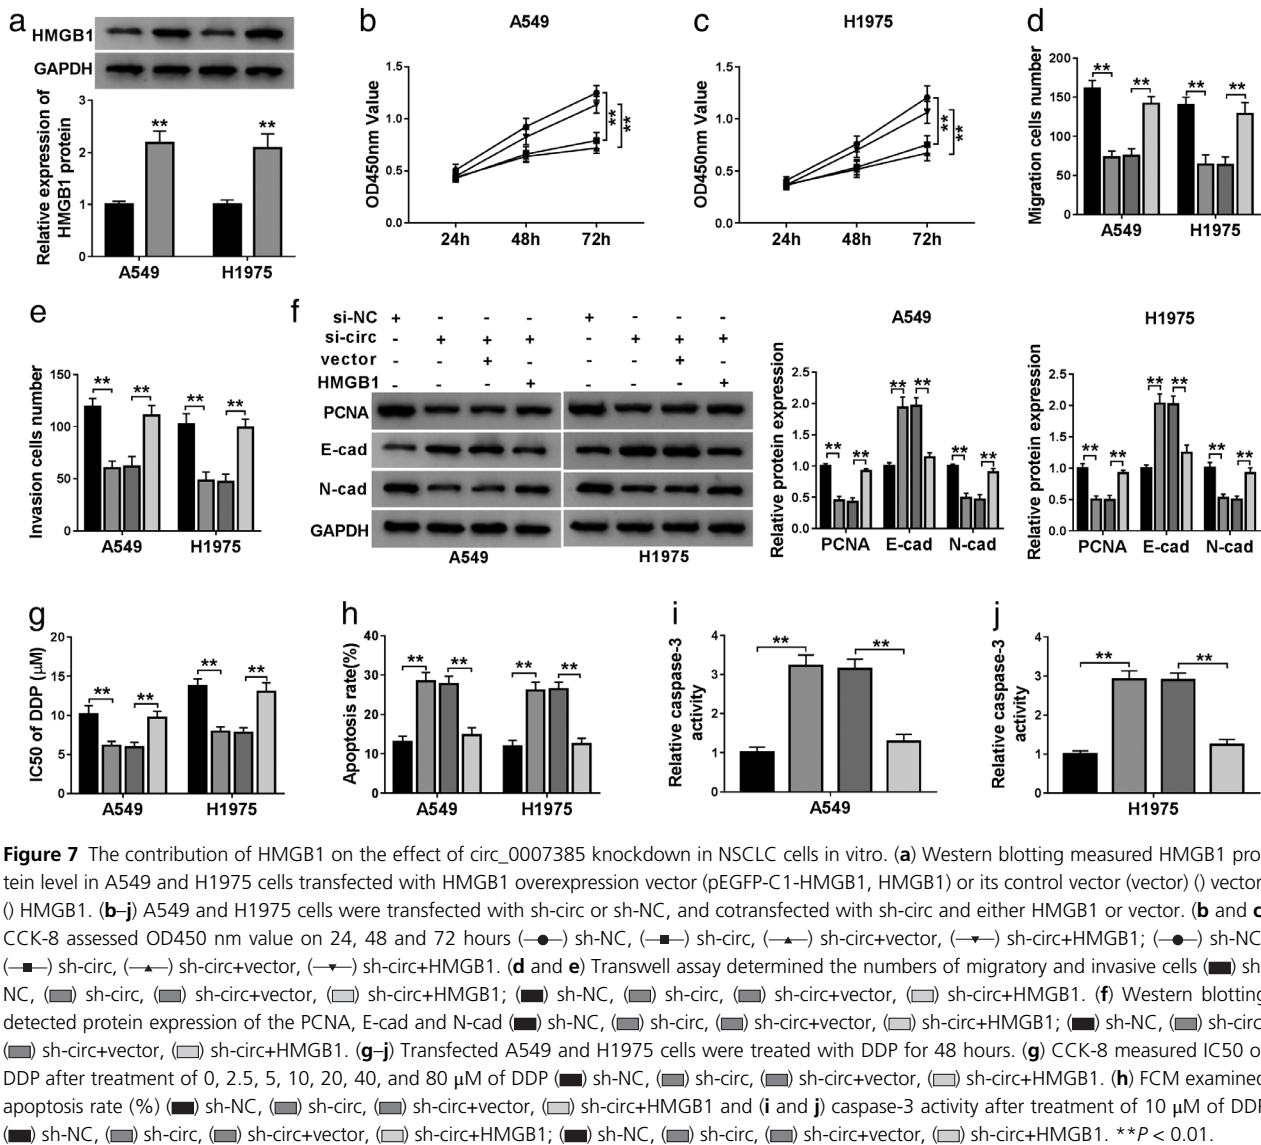 a
HMGB1
GAPDH
Relative expression of
HMGB1 protein
3
2
1
0
** **
A549 H1975
b
A549
OD450nm Value
1.5
1.0
0.5
0.0
24h 48h 72h
**
**
c
H1975
OD450nm Value
1.5
1.0
0.5
0.0
24h 48h 72h
**
**
d
Migration cells number
200
150
100
50
0
** ** ** **
A549 H1975
e
Invasion cells number
150
100
50
0
** ** ** **
A549 H1975
f
si-NC + - - - + - - -
si-circ - + + + - + + +
vector - - + - - - + -
HMGB1 - - - + - - - +
PCNA
E-cad
N-cad
GAPDH
A549 H1975
A549
Relative protein expression
2.5
2.0
1.5
1.0
0.5
0.0
** ** ** ** ** **
PCNA E-cad N-cad
H1975
Relative protein expression
2.5
2.0
1.5
1.0
0.5
0.0
** ** ** ** ** **
PCNA E-cad N-cad
g
IC50 of DDP (μM)
20
15
10
5
0
** ** ** **
A549 H1975
h
Apoptosis rate(%)
40
30
20
10
0
** ** ** **
A549 H1975
i
Relative caspase-3
activity
4
3
2
1
0
** **
A549
j
Relative caspase-3
activity
4
3
2
1
0
** **
H1975
Figure 7 The contribution of HMGB1 on the effect of circ_0007385 knockdown in NSCLC cells in vitro. (a) Western blotting measured HMGB1 pro
tein level in A549 and H1975 cells transfected with HMGB1 overexpression vector (pEGFP-C1-HMGB1, HMGB1) or its control vector (vector) () vector
() HMGB1. (b–j) A549 and H1975 cells were transfected with sh-circ or sh-NC, and cotransfected with sh-circ and either HMGB1 or vector. (b and c
CCK-8 assessed OD450 nm value on 24, 48 and 72 hours () sh-NC, () sh-circ, () sh-circ+vector, () sh-circ+HMGB1; () sh-NC
() sh-circ, () sh-circ+vector, () sh-circ+HMGB1. (d and e) Transwell assay determined the numbers of migratory and invasive cells () sh
NC, () sh-circ, () sh-circ+vector, () sh-circ+HMGB1; () sh-NC, () sh-circ, () sh-circ+vector, () sh-circ+HMGB1. (f) Western blotting
detected protein expression of the PCNA, E-cad and N-cad () sh-NC, () sh-circ, () sh-circ+vector, () sh-circ+HMGB1; () sh-NC, () sh-circ
() sh-circ+vector, () sh-circ+HMGB1. (g–j) Transfected A549 and H1975 cells were treated with DDP for 48 hours. (g) CCK-8 measured IC50 o
DDP after treatment of 0, 2.5, 5, 10, 20, 40, and 80 μM of DDP () sh-NC, () sh-circ, () sh-circ+vector, () sh-circ+HMGB1. (h) FCM examined
apoptosis rate (%) () sh-NC, () sh-circ, () sh-circ+vector, () sh-circ+HMGB1 and (i and j) caspase-3 activity after treatment of 10 μM of DDP
() sh-NC, () sh-circ, () sh-circ+vector, () sh-circ+HMGB1; () sh-NC, () sh-circ, () sh-circ+vector, () sh-circ+HMGB1. **P < 0.01.